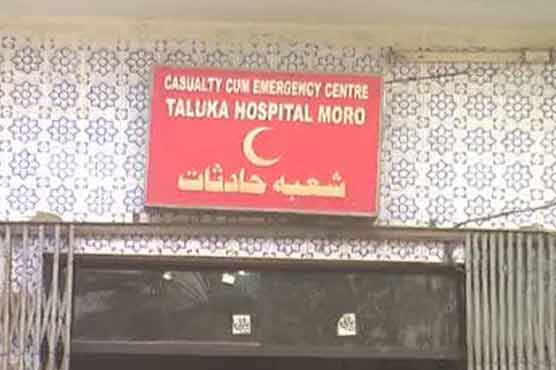 CASUALTY CUM EMERGENCY CENTRE
TALUKA HOSPITAL MORO
شعبہ حادثات